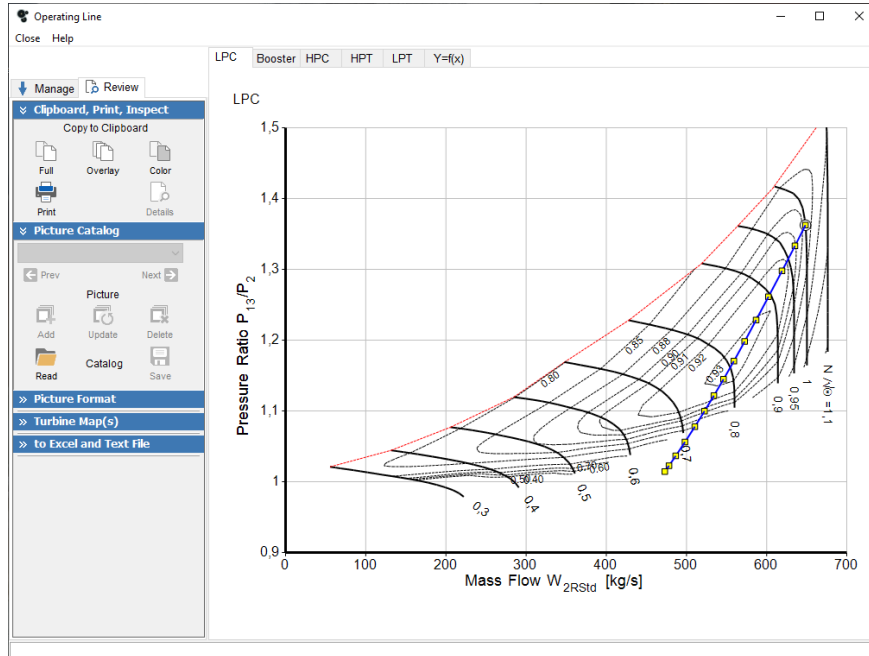 Operating Line
Close Help
LPC Booster HPC HPT LPT Y=f(x)
Manage Review
Clipboard, Print, Inspect
Copy to Clipboard
Full Overlay Color
Print Details
Picture Catalog
Prev Next
Picture
Add Update Delete
Read Catalog Save
Picture Format
Turbine Map(s)
to Excel and Text File
LPC
Pressure Ratio P13/P2
1,5
1,4
1,3
1,2
1,1
1
0,9
0 100 200 300 400 500 600 700
Mass Flow W2RStd [kg/s]
0.80
0.85
0.88
0.90
0.91
0.92
0.93
0.60
0.40
0,3
0,4
0,5
0,6
0,7
0,8
0,9
0,95
1
N /√Θ =1,1